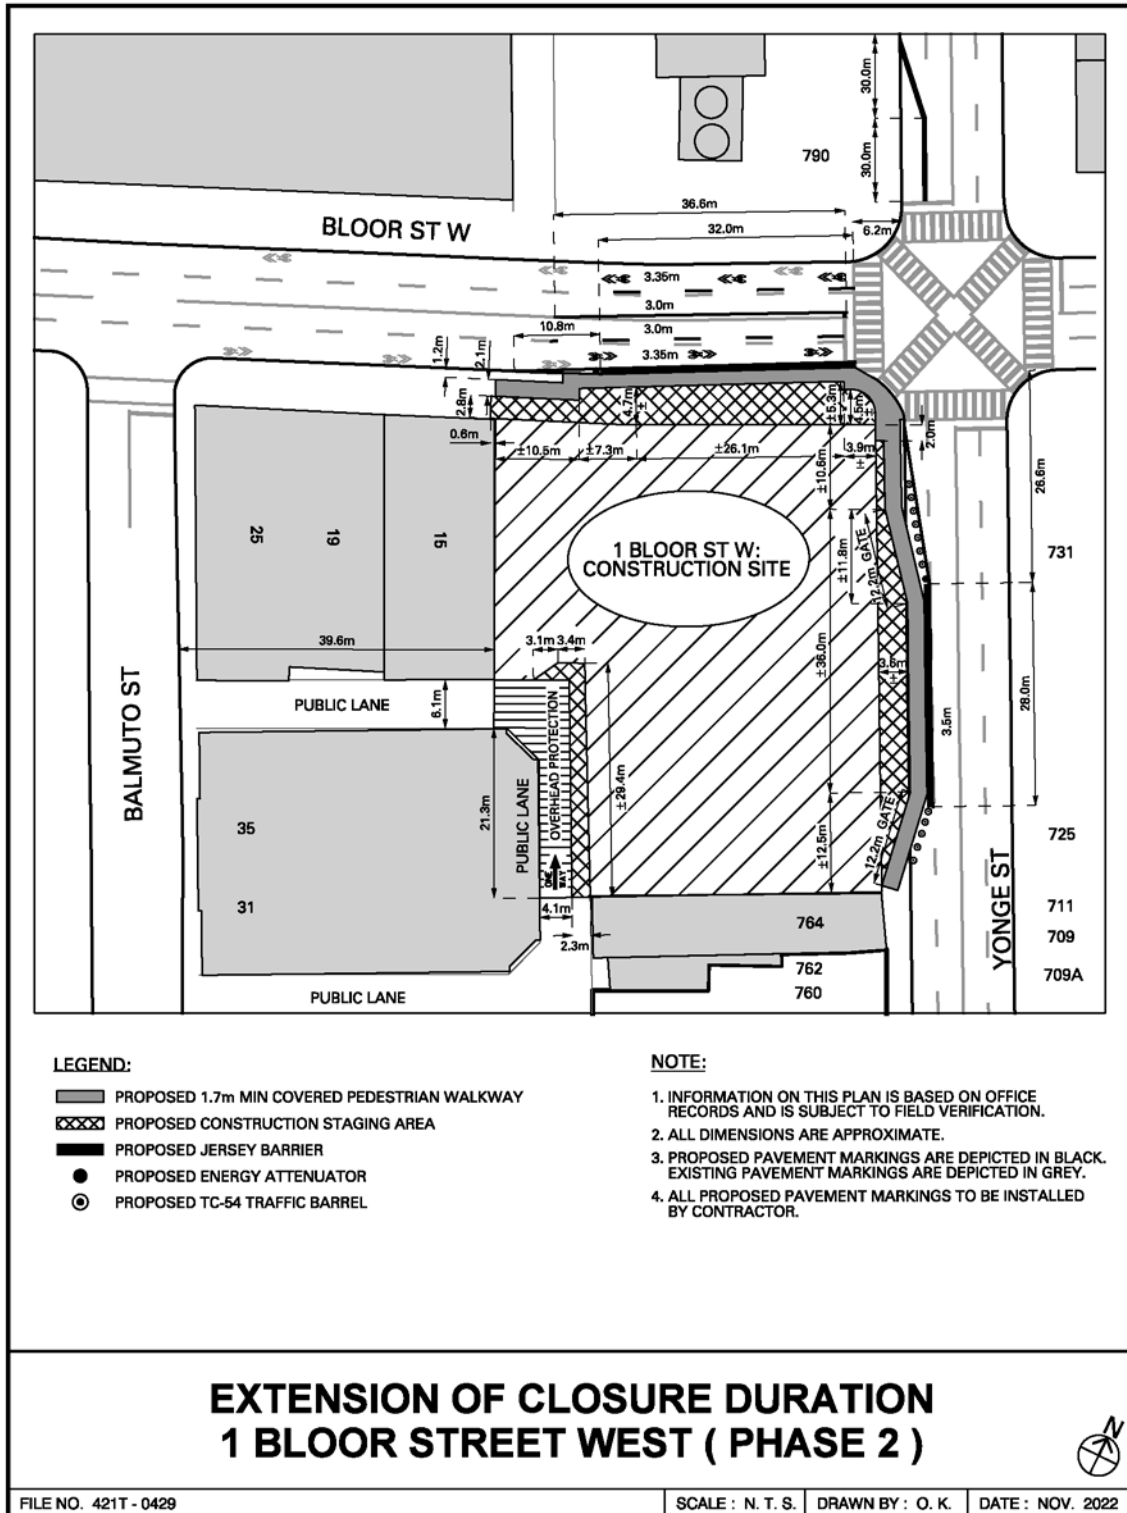 30.0m
30.0m
790
36.6m
BLOOR ST W
32.0m
6.2m
3.35m
3.0m
10.8m
3.0m
3.35m
1.2m
2.1m
2.8m
4.7m
±
±5.3m
4.5m
±
2.0m
0.6m
±10.5m
±7.3m
±26.1m
3.9m
±
±10.6m
26.6m
25
19
15
1 BLOOR ST W:
CONSTRUCTION SITE
±11.8m
12.2m GATE
731
39.6m
3.1m
3.4m
±36.0m
3.6m
±
BALMUTO ST
PUBLIC LANE
6.1m
OVERHEAD PROTECTION
±29.4m
3.5m
28.0m
35
21.3m
PUBLIC LANE
±12.5m
12.2m GATE
725
ONE
WAY
31
4.1m
764
YONGE ST
711
709
2.3m
762
709A
PUBLIC LANE
760
LEGEND:
PROPOSED 1.7m MIN COVERED PEDESTRIAN WALKWAY
PROPOSED CONSTRUCTION STAGING AREA
PROPOSED JERSEY BARRIER
PROPOSED ENERGY ATTENUATOR
PROPOSED TC-54 TRAFFIC BARREL
NOTE:
1. INFORMATION ON THIS PLAN IS BASED ON OFFICE
RECORDS AND IS SUBJECT TO FIELD VERIFICATION.
2. ALL DIMENSIONS ARE APPROXIMATE.
3. PROPOSED PAVEMENT MARKINGS ARE DEPICTED IN BLACK.
EXISTING PAVEMENT MARKINGS ARE DEPICTED IN GREY.
4. ALL PROPOSED PAVEMENT MARKINGS TO BE INSTALLED
BY CONTRACTOR.
EXTENSION OF CLOSURE DURATION
1 BLOOR STREET WEST ( PHASE 2 )
N
FILE NO. 421T - 0429
SCALE : N. T. S.
DRAWN BY : O. K.
DATE : NOV. 2022